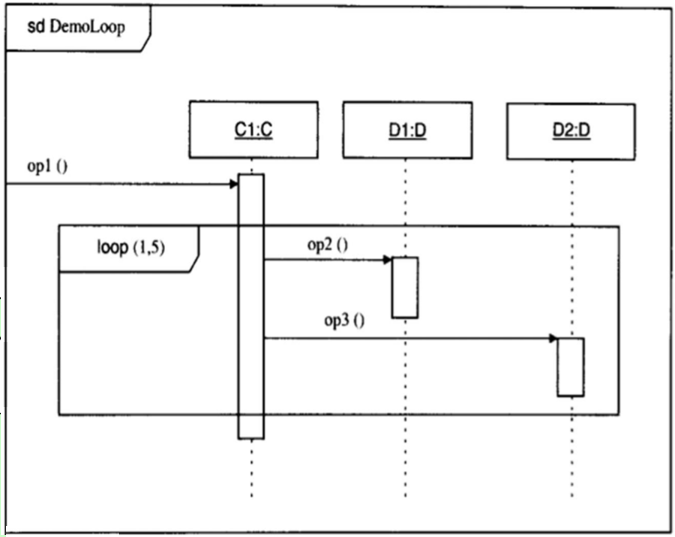 sd DemoLoop
C1:C
D1:D
D2:D
op1 ()
loop (1,5)
op2 ()
op3 ()